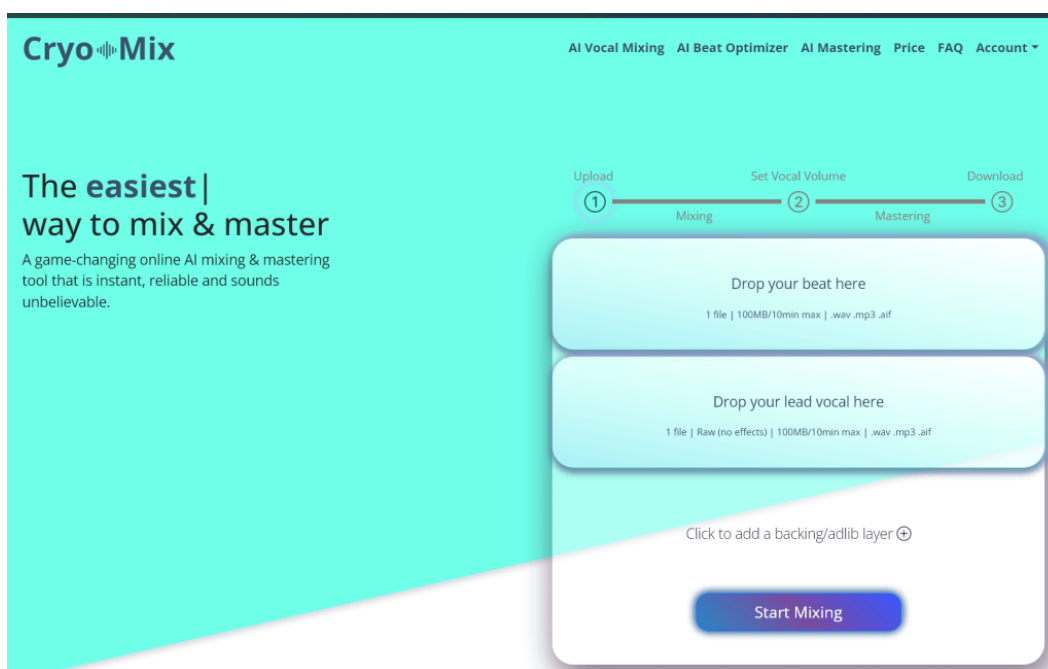 Cryo Mix
AI Vocal Mixing AI Beat Optimizer AI Mastering Price FAQ Account
The easiest|
way to mix & master
A game-changing online AI mixing & mastering
tool that is instant, reliable and sounds
unbelievable.
Upload Set Vocal Volume Download
1 2 3
Mixing Mastering
Drop your beat here
1 file | 100MB/10min max | .wav .mp3 .aif
Drop your lead vocal here
1 file | Raw (no effects) | 100MB/10min max | .wav .mp3 .aif
Click to add a backing/adlib layer
Start Mixing